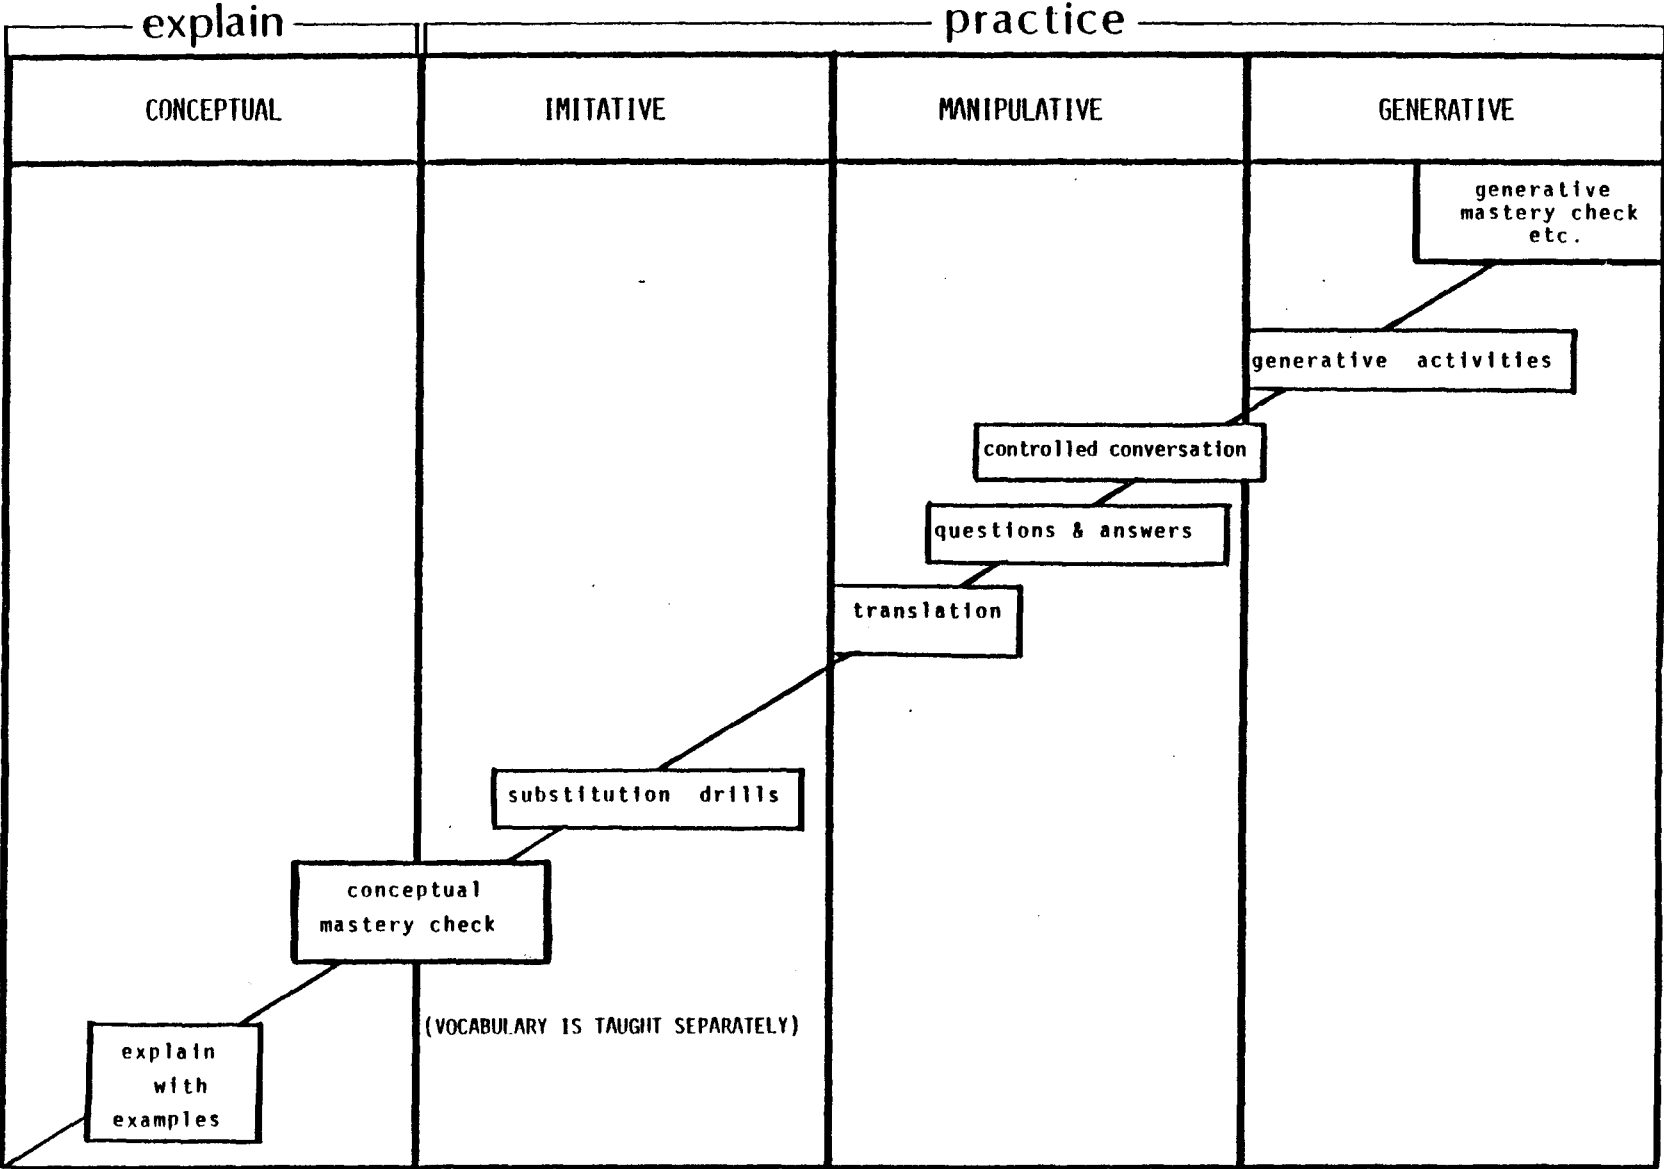 explain
practice
CONCEPTUAL
IMITATIVE
MANIPULATIVE
GENERATIVE
generative
mastery check
etc.
generative activities
controlled conversation
questions & answers
translation
substitution drills
conceptual
mastery check
(VOCABULARY IS TAUGHT SEPARATELY)
explain
with
examples